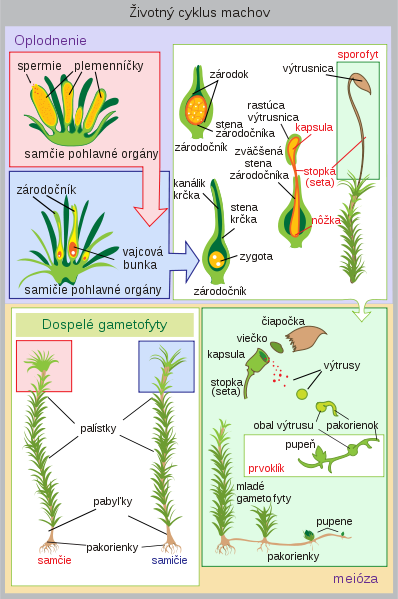 Životný cyklus machov
Oplodnenie
spermie
plemenníčky
samčie pohlavné orgány
zárodočník
vajcová
bunka
samičie pohlavné orgány
zárodok
stena
zárodočníka
zárodočník
kanálik
kŕčka
stena
kŕčka
zygota
zárodočník
rastúca
výtrusnica
kapsula
zväčšená
stena
zárodočníka
stopka
(seta)
nôžka
sporofyt
výtrusnica
Dospelé gametofyty
palístky
pabyľky
pakorienky
samčie
samičie
čiapočka
viečko
kapsula
stopka
(seta)
výtrusy
obal výtrusu
pakorienok
pupeň
prvoklík
mladé
gametofyty
pupene
pakorienky
meióza